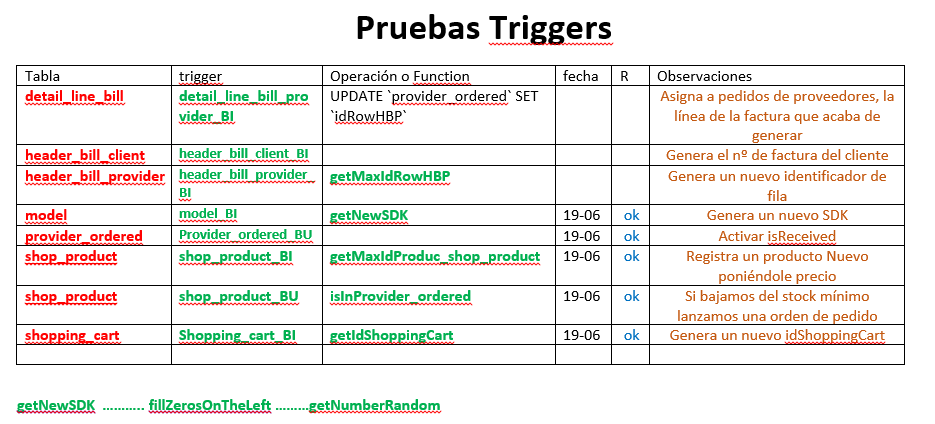 Pruebas Triggers
Tabla trigger Operación o Function fecha R Observaciones
detail_line_bill detail_line_bill_pro UPDATE `provider_ordered` SET Asigna a pedidos de proveedores, la
vider_BI `idRowHBP` línea de la factura que acaba de
generar
header_bill_client header_bill_client_BI Genera el nº de factura del cliente
header_bill_provider header_bill_provider_ getMaxIdRowHBP Genera un nuevo identificador de
BI fila
model model_BI getNewSDK 19-06 ok Genera un nuevo SDK
provider_ordered Provider_ordered_BU 19-06 ok Activar isReceived
shop_product shop_product_BI getMaxIdProduc_shop_product 19-06 ok Registra un producto Nuevo
poniéndole precio
shop_product shop_product_BU isInProvider_ordered 19-06 ok Si bajamos del stock mínimo
lanzamos una orden de pedido
shopping_cart Shopping_cart_BI getIdShoppingCart 19-06 ok Genera un nuevo idShoppingCart
getNewSDK ........... fillZerosOnTheLeft .........getNumberRandom